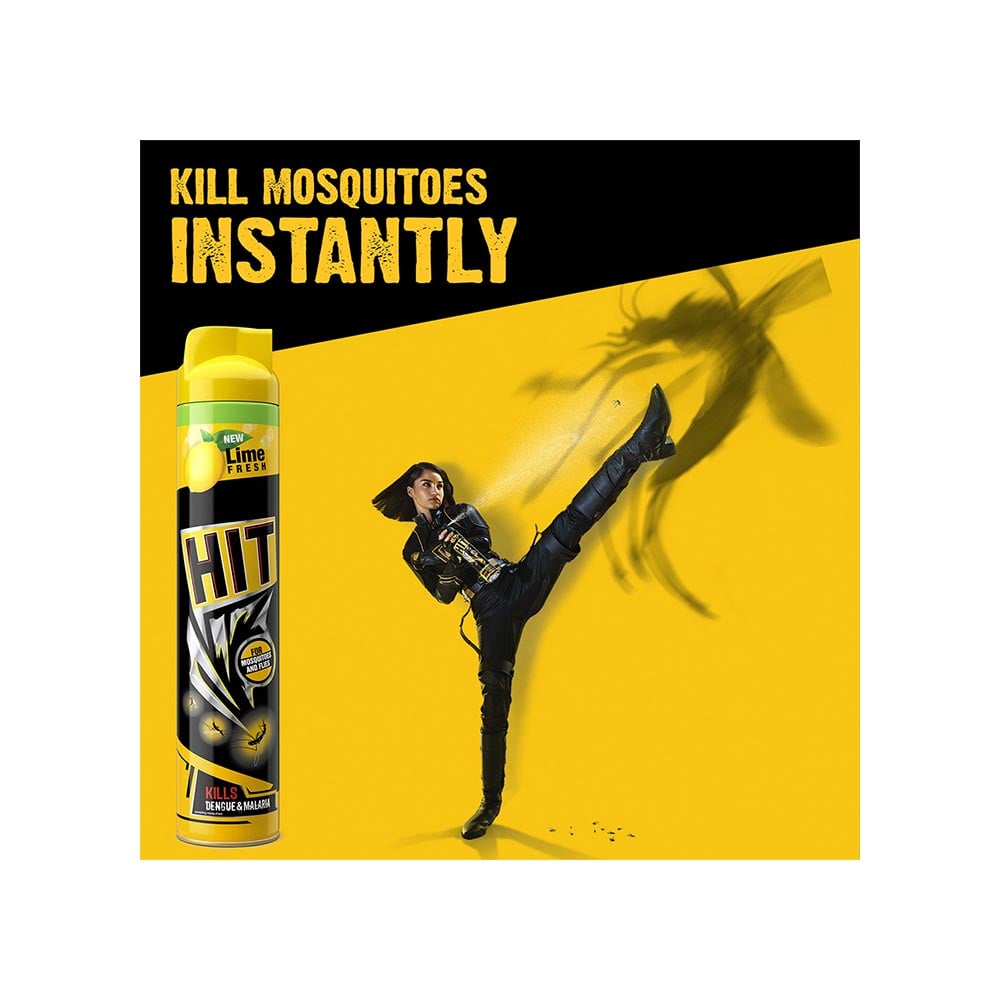 KILL MOSQUITOES
INSTANTLY
NEW
Lime
FRESH
HIT
FOR
MOSQUITOES
AND FLIES
KILLS
DENGUE & MALARIA